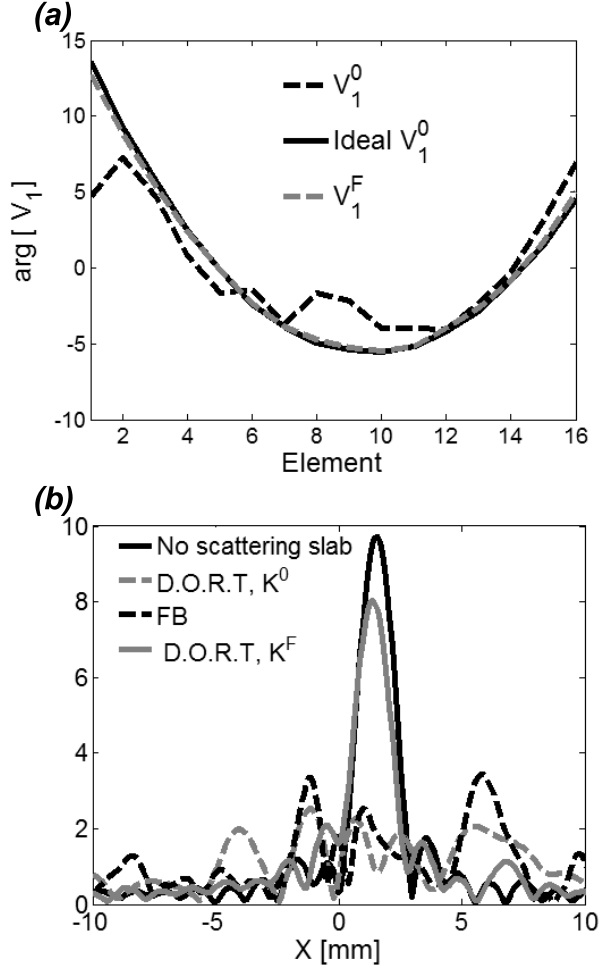 (a)
15
10
5
0
-5
-10
arg[ V₁]
V₁⁰
Ideal V₁⁰
V₁ᶠ
2 4 6 8 10 12 14 16
Element
(b)
10
8
6
4
2
0
No scattering slab
D.O.R.T, K⁰
FB
D.O.R.T, Kᶠ
-10 -5 0 5 10
X [mm]